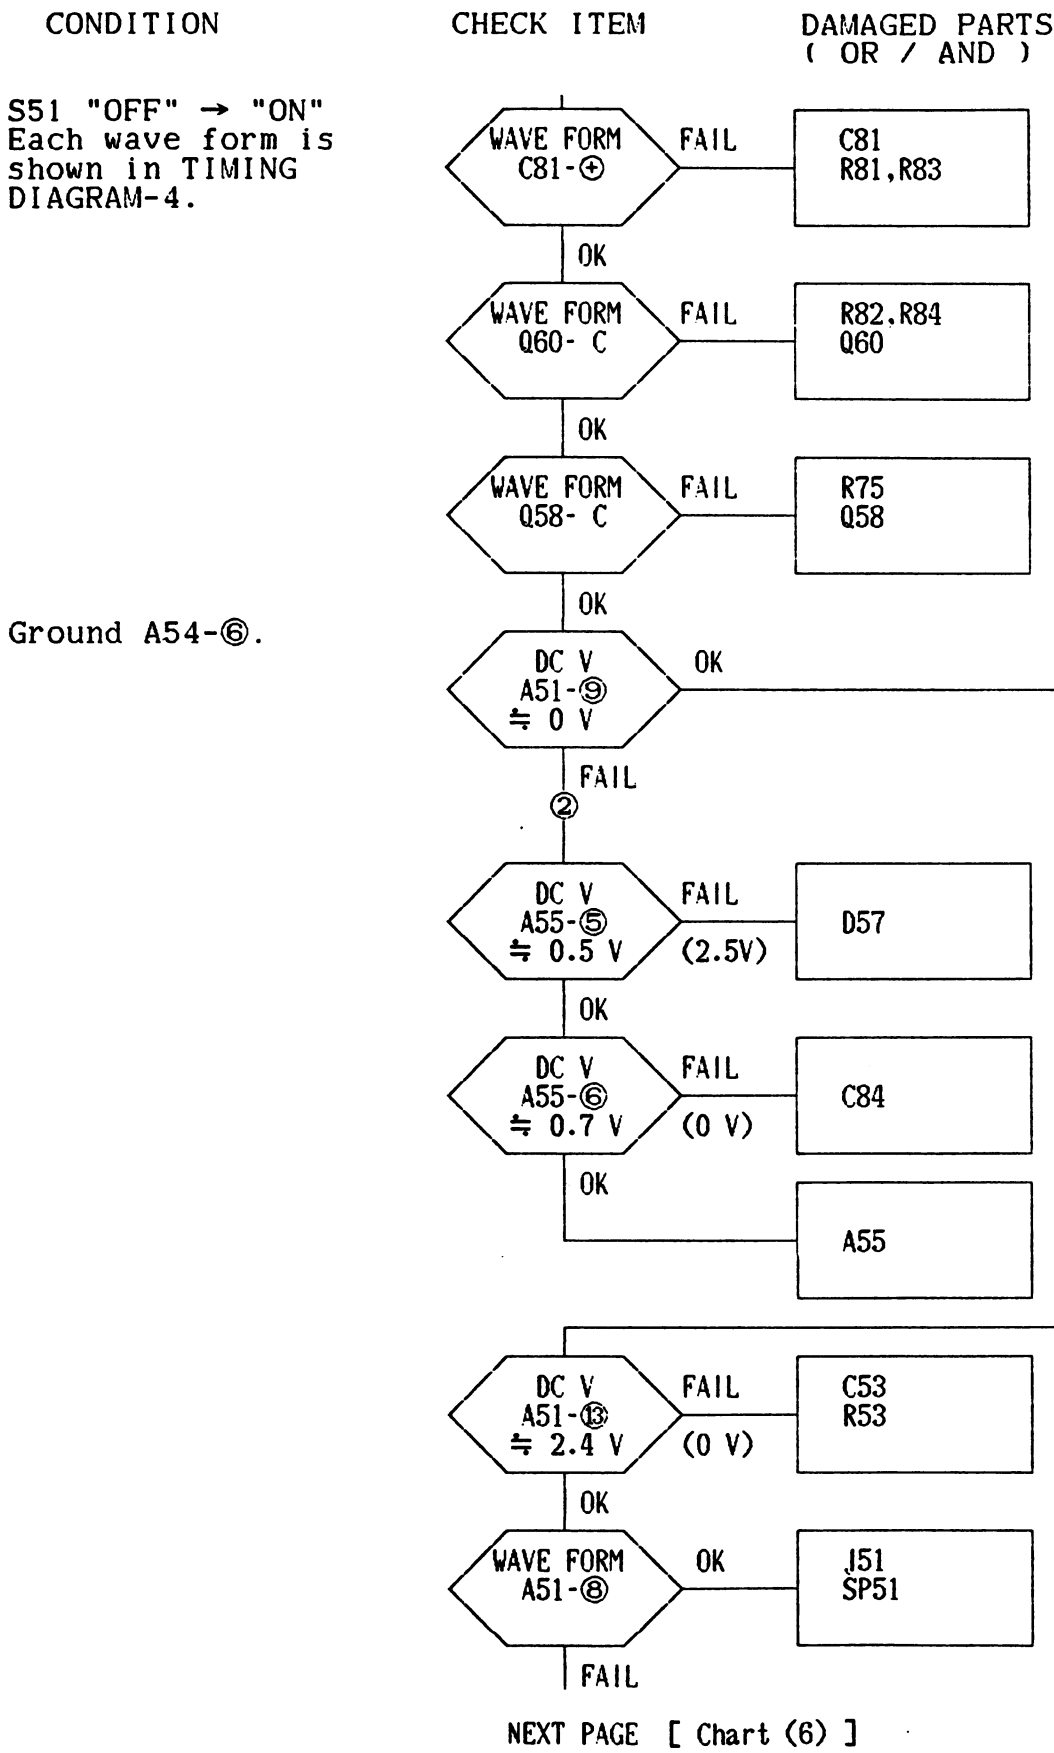 CONDITION
CHECK ITEM
DAMAGED PARTS
( OR / AND )
S51 "OFF" → "ON"
Each wave form is
shown in TIMING
DIAGRAM-4.
WAVE FORM
C81-⊕
FAIL
C81
R81,R83
OK
WAVE FORM
Q60- C
FAIL
R82,R84
Q60
OK
WAVE FORM
Q58- C
FAIL
R75
Q58
OK
Ground A54-⑥.
DC V
A51-⑨
≒ 0 V
OK
FAIL
②
DC V
A55-⑤
≒ 0.5 V
FAIL
(2.5V)
D57
OK
DC V
A55-⑥
≒ 0.7 V
FAIL
(0 V)
C84
OK
A55
DC V
A51-⑬
≒ 2.4 V
FAIL
(0 V)
C53
R53
OK
WAVE FORM
A51-⑧
OK
J51
SP51
FAIL
NEXT PAGE [ Chart (6) ]